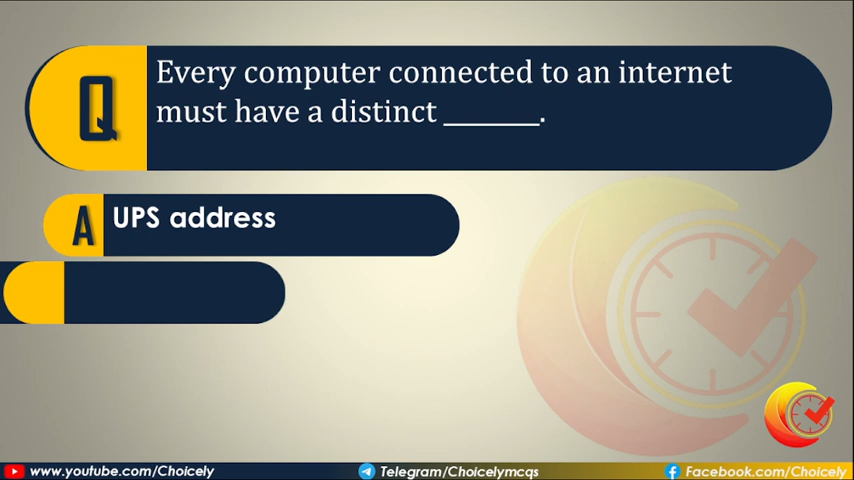 Q
Every computer connected to an internet
must have a distinct ________.
A
UPS address
www.youtube.com/Choicely
Telegram/Choicelymcqs
Facebook.com/Choicely